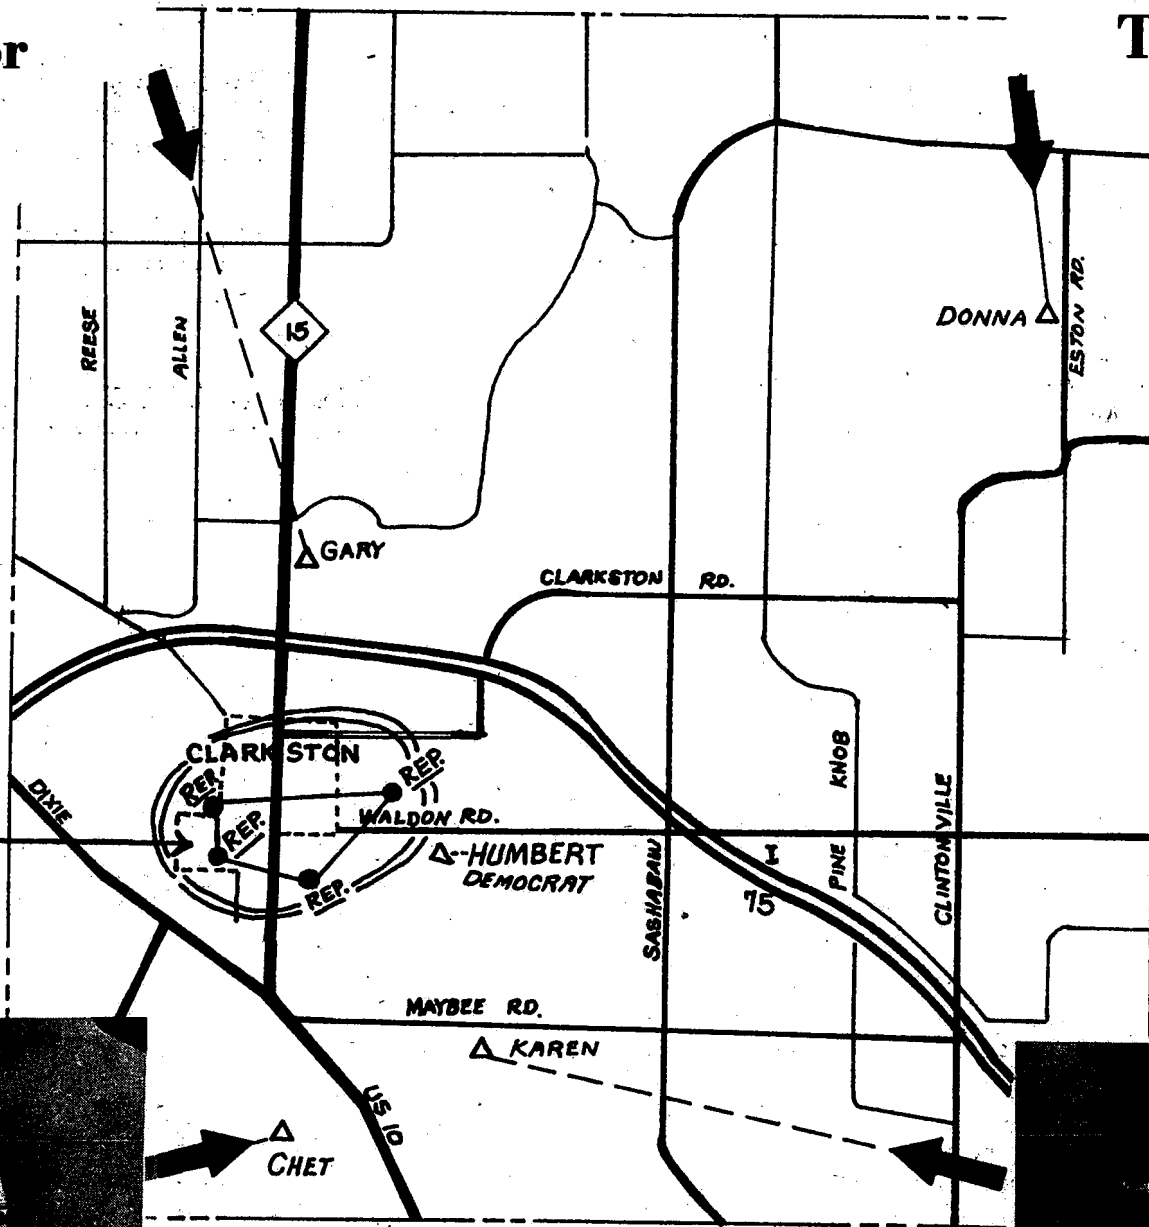 or
T
REESE
ALLEN
15
DONNA
ESTON RD.
GARY
CLARKSTON RD.
CLARKSTON
REP.
REP.
REP.
REP.
WALDON RD.
HUMBERT
DEMOCRAT
DIXIE
SASHABAW
I
75
PINE KNOB
CLINTONVILLE
MAYBEE RD.
KAREN
US 10
CHET